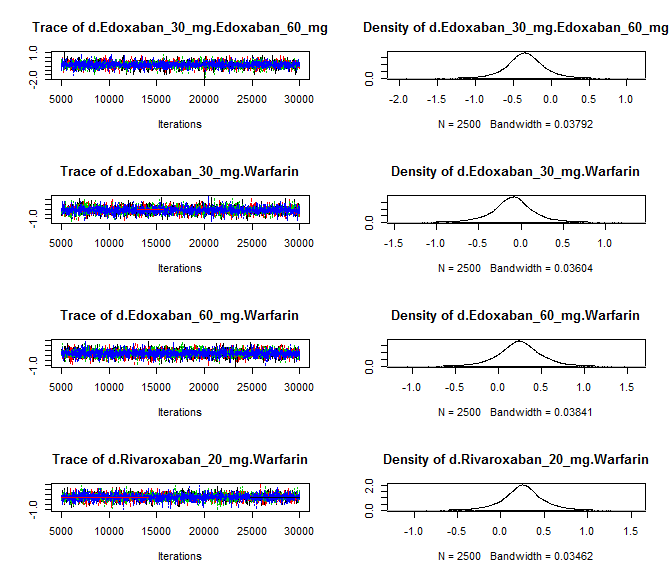 Trace of d.Edoxaban_30_mg.Edoxaban_60_mg
1.0
-2.0
5000 10000 15000 20000 25000 30000
Iterations
Density of d.Edoxaban_30_mg.Edoxaban_60_mg
0.0
-2.0 -1.5 -1.0 -0.5 0.0 0.5 1.0
N = 2500 Bandwidth = 0.03792
Trace of d.Edoxaban_30_mg.Warfarin
-1.0
5000 10000 15000 20000 25000 30000
Iterations
Density of d.Edoxaban_30_mg.Warfarin
0.0
-1.5 -1.0 -0.5 0.0 0.5 1.0
N = 2500 Bandwidth = 0.03604
Trace of d.Edoxaban_60_mg.Warfarin
-1.0
5000 10000 15000 20000 25000 30000
Iterations
Density of d.Edoxaban_60_mg.Warfarin
0.0
-1.0 -0.5 0.0 0.5 1.0 1.5
N = 2500 Bandwidth = 0.03841
Trace of d.Rivaroxaban_20_mg.Warfarin
-1.0
5000 10000 15000 20000 25000 30000
Iterations
Density of d.Rivaroxaban_20_mg.Warfarin
2.0
0.0
-1.0 -0.5 0.0 0.5 1.0 1.5
N = 2500 Bandwidth = 0.03462